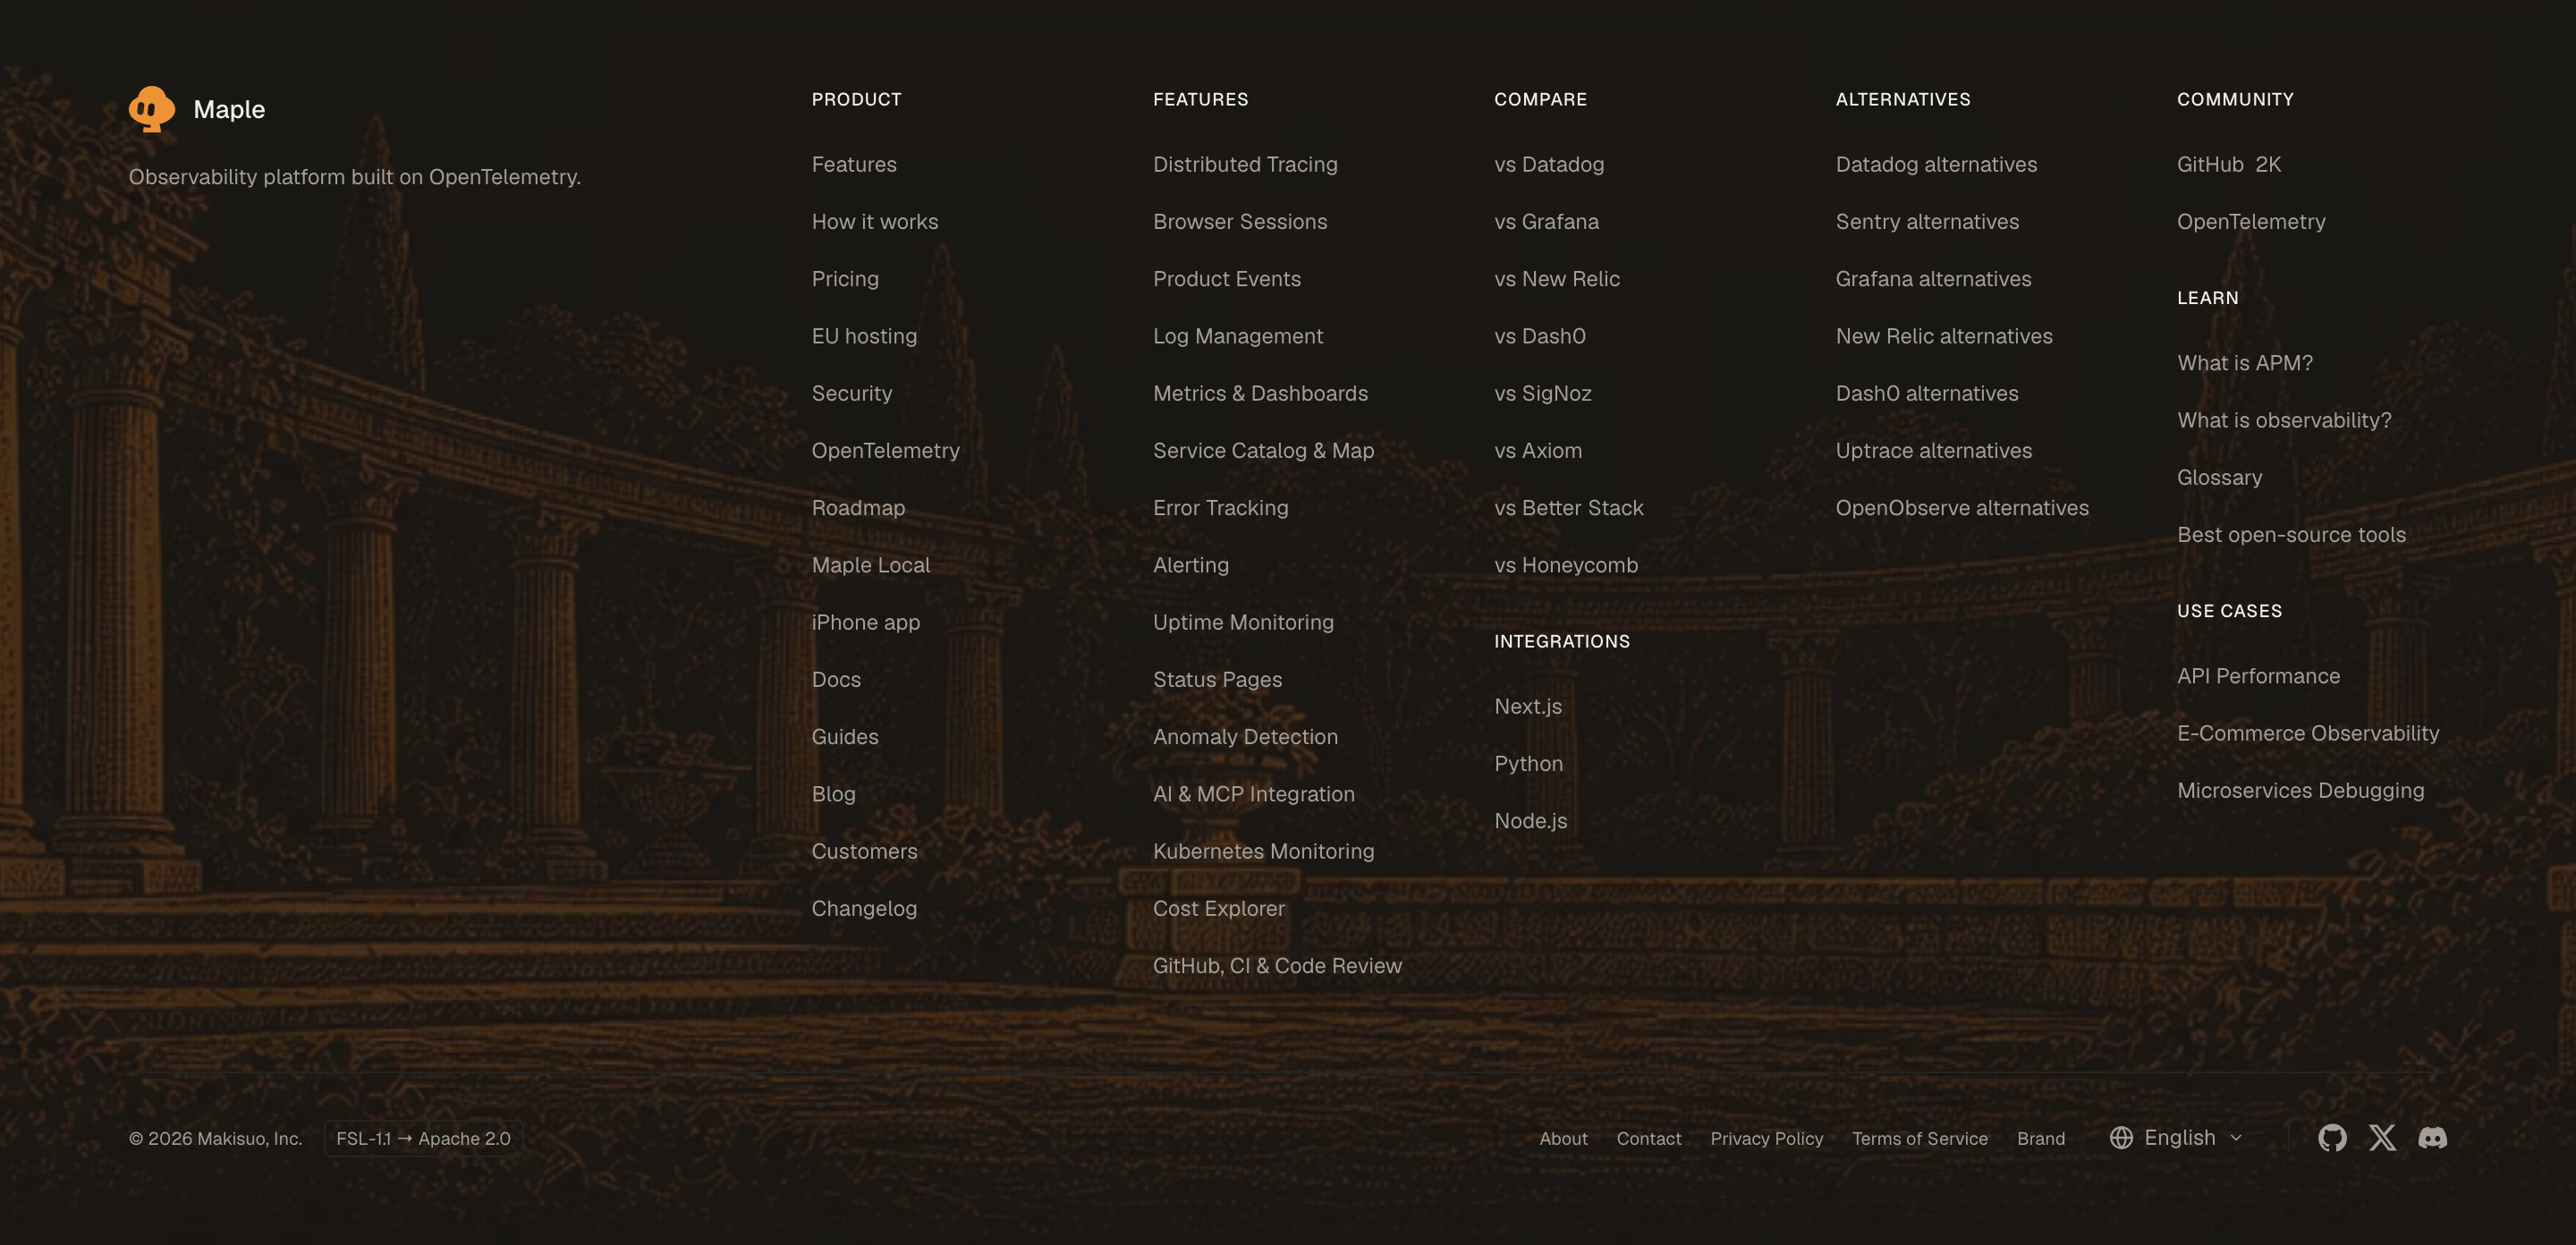 Maple
Observability platform built on OpenTelemetry.
PRODUCT
Features
How it works
Pricing
EU hosting
Security
OpenTelemetry
Roadmap
Maple Local
iPhone app
Docs
Guides
Blog
Customers
Changelog
FEATURES
Distributed Tracing
Browser Sessions
Product Events
Log Management
Metrics & Dashboards
Service Catalog & Map
Error Tracking
Alerting
Uptime Monitoring
Status Pages
Anomaly Detection
AI & MCP Integration
Kubernetes Monitoring
Cost Explorer
GitHub, CI & Code Review
COMPARE
vs Datadog
vs Grafana
vs New Relic
vs Dash0
vs SigNoz
vs Axiom
vs Better Stack
vs Honeycomb
INTEGRATIONS
Next.js
Python
Node.js
ALTERNATIVES
Datadog alternatives
Sentry alternatives
Grafana alternatives
New Relic alternatives
Dash0 alternatives
Uptrace alternatives
OpenObserve alternatives
COMMUNITY
GitHub 2K
OpenTelemetry
LEARN
What is APM?
What is observability?
Glossary
Best open-source tools
USE CASES
API Performance
E-Commerce Observability
Microservices Debugging
© 2026 Makisuo, Inc. FSL-1.1 → Apache 2.0
About Contact Privacy Policy Terms of Service Brand English